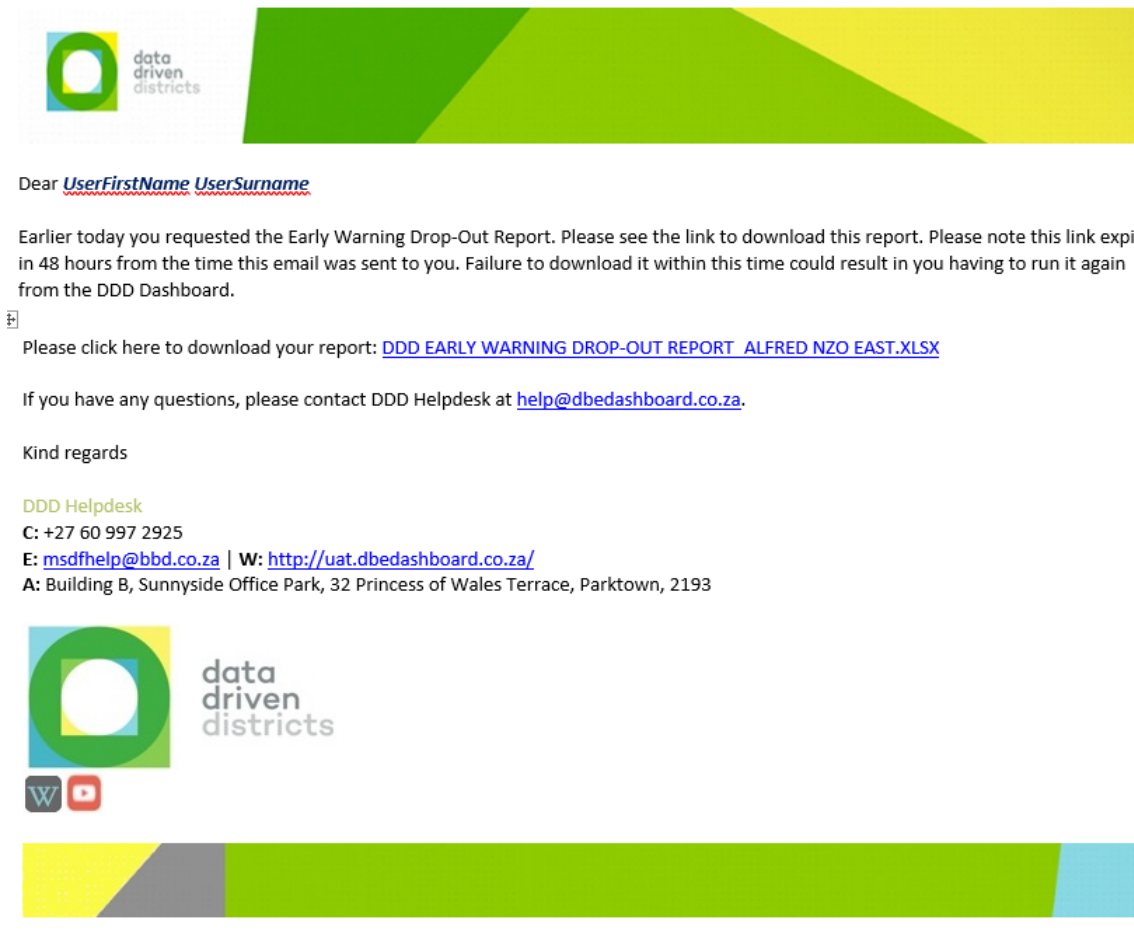 data
driven
districts
Dear UserFirstName UserSurname
Earlier today you requested the Early Warning Drop-Out Report. Please see the link to download this report. Please note this link expi
in 48 hours from the time this email was sent to you. Failure to download it within this time could result in you having to run it again
from the DDD Dashboard.
Please click here to download your report: DDD EARLY WARNING DROP-OUT REPORT_ALFRED NZO EAST.XLSX
If you have any questions, please contact DDD Helpdesk at help@dbedashboard.co.za.
Kind regards
DDD Helpdesk
C: +27 60 997 2925
E: msdfhelp@bbd.co.za | W: http://uat.dbedashboard.co.za/
A: Building B, Sunnyside Office Park, 32 Princess of Wales Terrace, Parktown, 2193
data
driven
districts
W